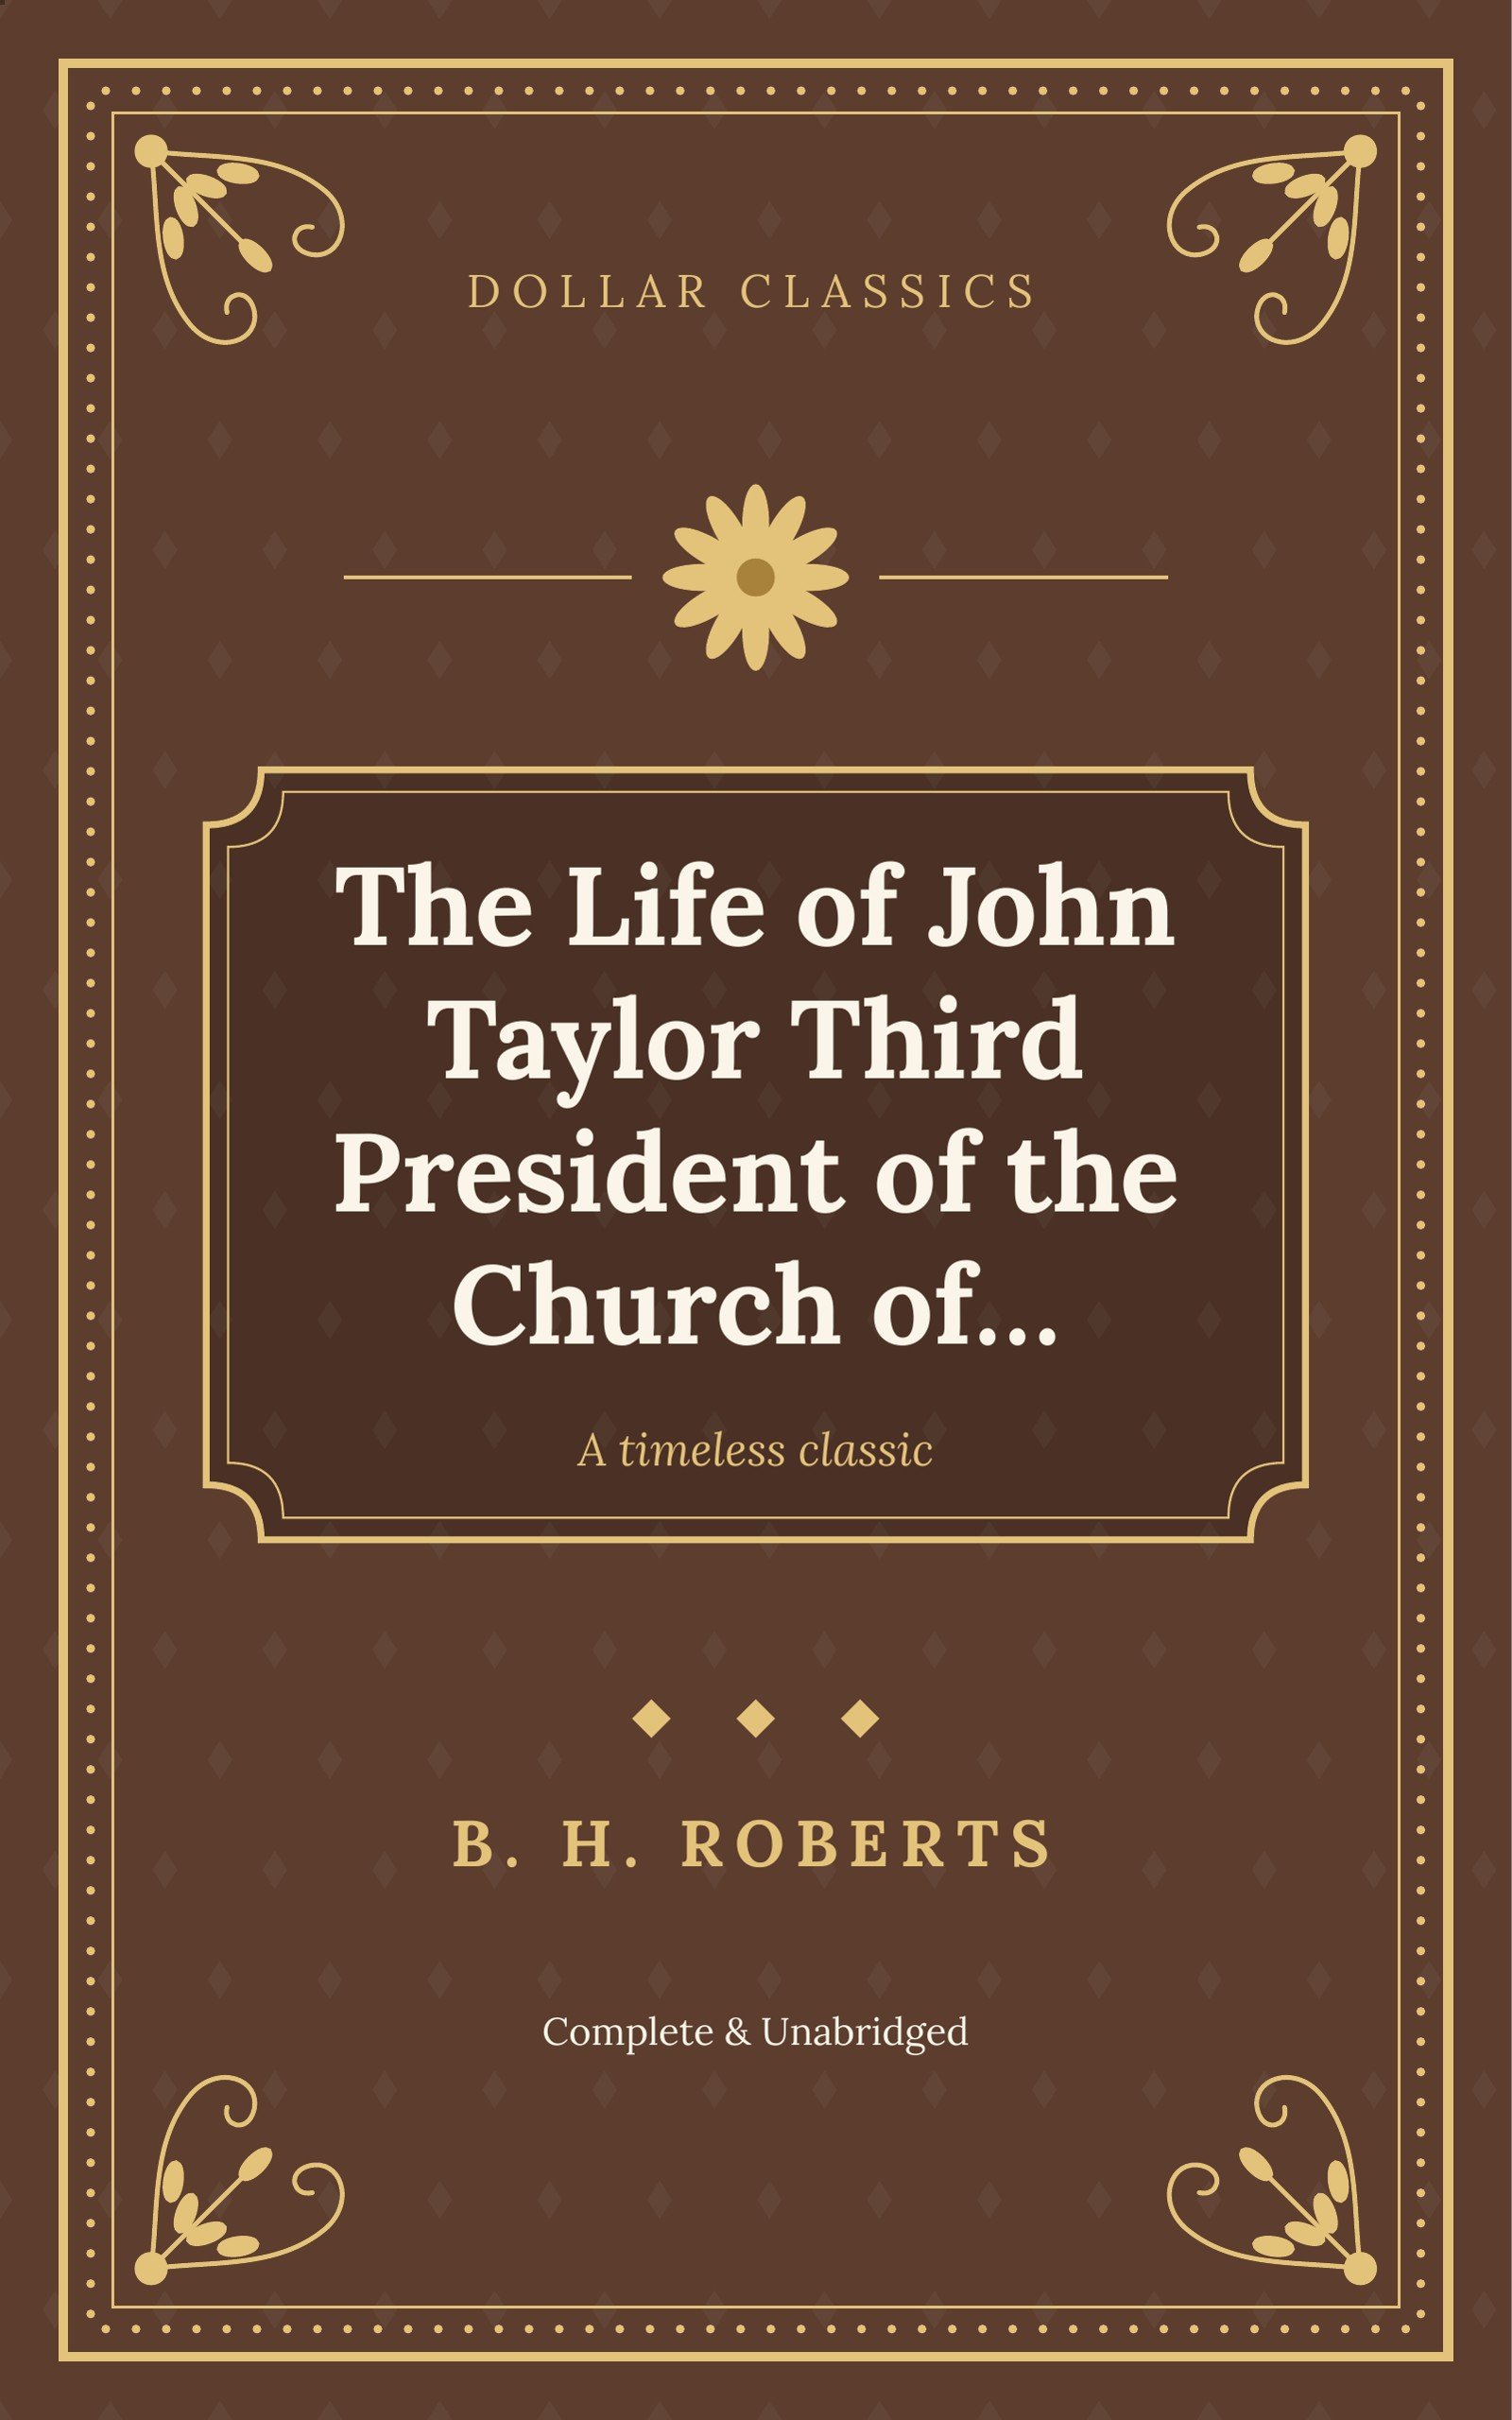 DOLLAR CLASSICS
The Life of John
Taylor Third
President of the
Church of...
A timeless classic
B. H. ROBERTS
Complete & Unabridged